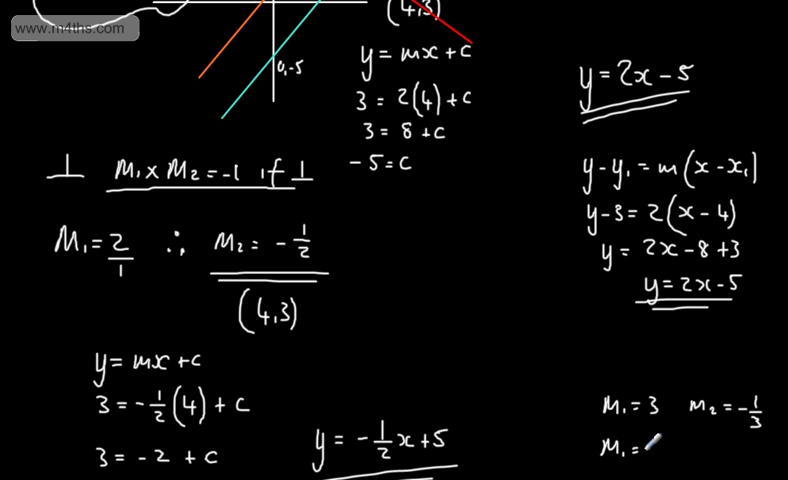 www.m4ths.com
(4,3)
0,-5
y = mx + c
3 = 2(4) + c
3 = 8 + c
-5 = c
y = 2x - 5
⊥ M₁ x M₂ = -1 if ⊥
M₁ = 2/1 ∴ M₂ = -1/2
(4,3)
y = mx + c
3 = -1/2(4) + c
3 = -2 + c
y = -1/2x + 5
y - y₁ = m(x - x₁)
y - 3 = 2(x - 4)
y = 2x - 8 + 3
y = 2x - 5
M₁ = 3 M₂ = -1/3
M₁ =